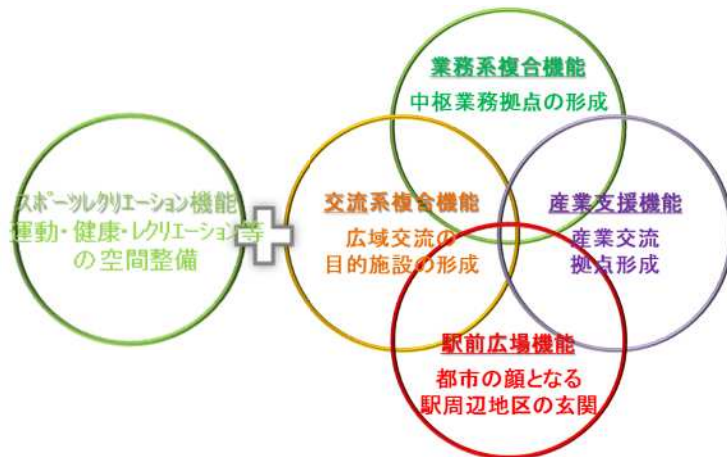 業務系複合機能
中枢業務拠点の形成
スポーツレクリエーション機能
運動・健康・レクリエーション等
の空間整備
交流系複合機能
広域交流の
目的施設の形成
産業支援機能
産業交流
拠点形成
駅前広場機能
都市の顔となる
駅周辺地区の玄関